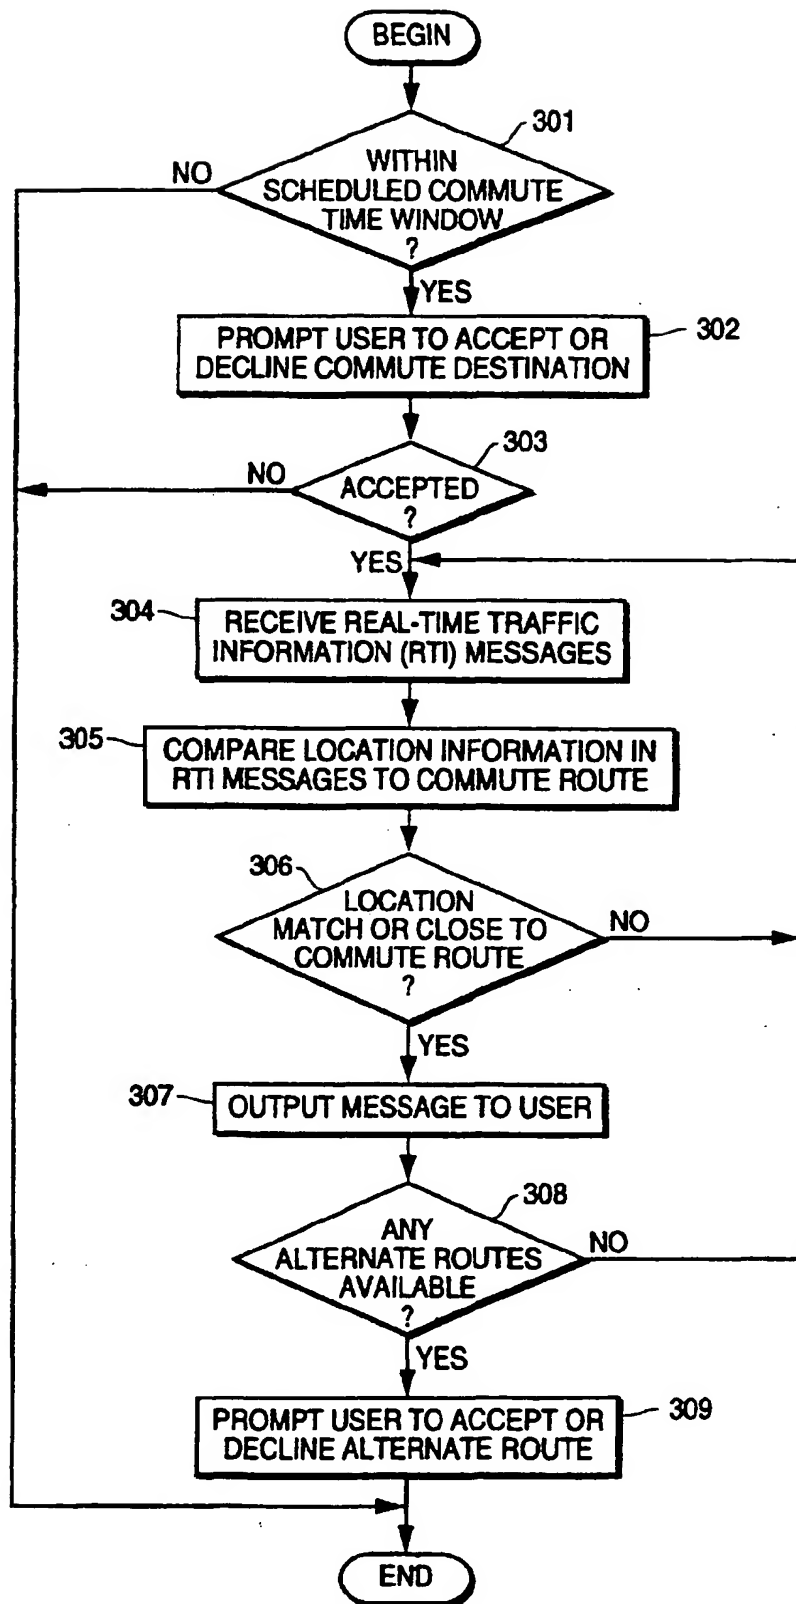 BEGIN
301
WITHIN
SCHEDULED COMMUTE
TIME WINDOW
?
NO
YES
PROMPT USER TO ACCEPT OR
DECLINE COMMUTE DESTINATION
302
303
ACCEPTED
?
NO
YES
304
RECEIVE REAL-TIME TRAFFIC
INFORMATION (RTI) MESSAGES
305
COMPARE LOCATION INFORMATION IN
RTI MESSAGES TO COMMUTE ROUTE
306
LOCATION
MATCH OR CLOSE TO
COMMUTE ROUTE
?
NO
YES
307
OUTPUT MESSAGE TO USER
308
ANY
ALTERNATE ROUTES
AVAILABLE
?
NO
YES
PROMPT USER TO ACCEPT OR
DECLINE ALTERNATE ROUTE
309
END